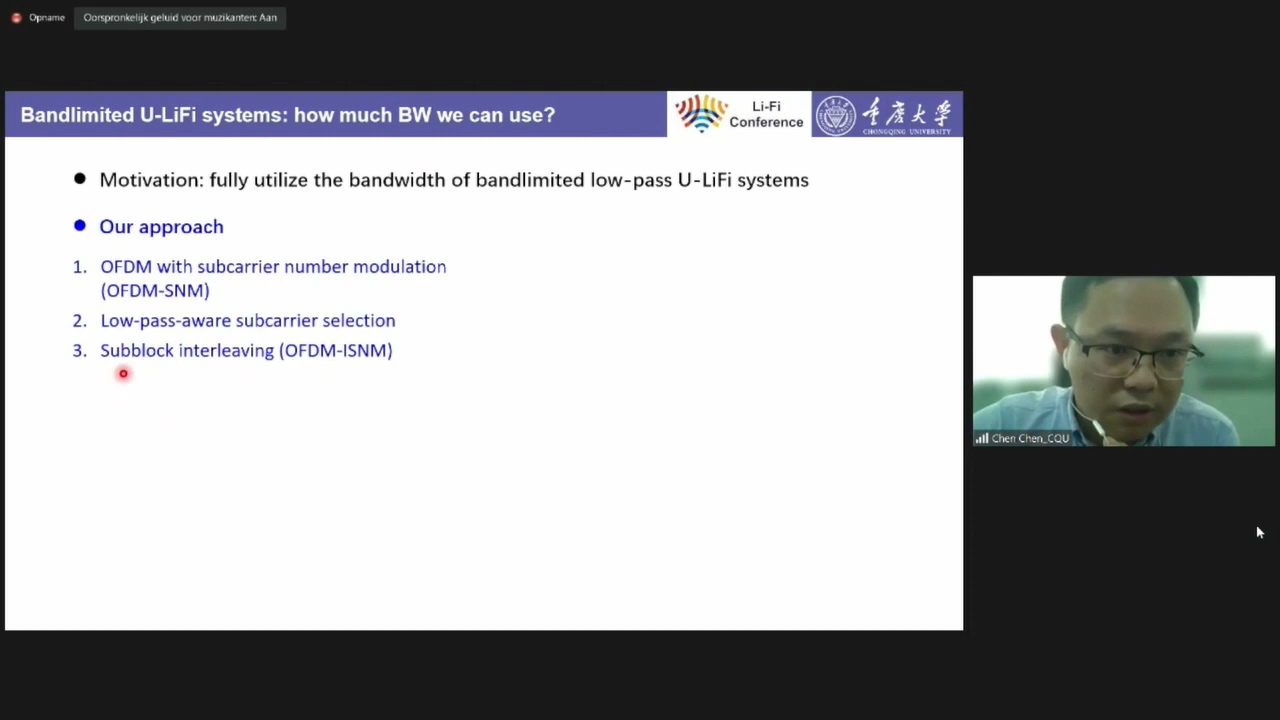 Opname
Oorspronkelijk geluid voor muzikanten: Aan
Bandlimited U-LiFi systems: how much BW we can use?
Li-Fi
Conference
重庆大学
CHONGQING UNIVERSITY
Motivation: fully utilize the bandwidth of bandlimited low-pass U-LiFi systems
Our approach
1. OFDM with subcarrier number modulation
(OFDM-SNM)
2. Low-pass-aware subcarrier selection
3. Subblock interleaving (OFDM-ISNM)
Chen Chen_CQU